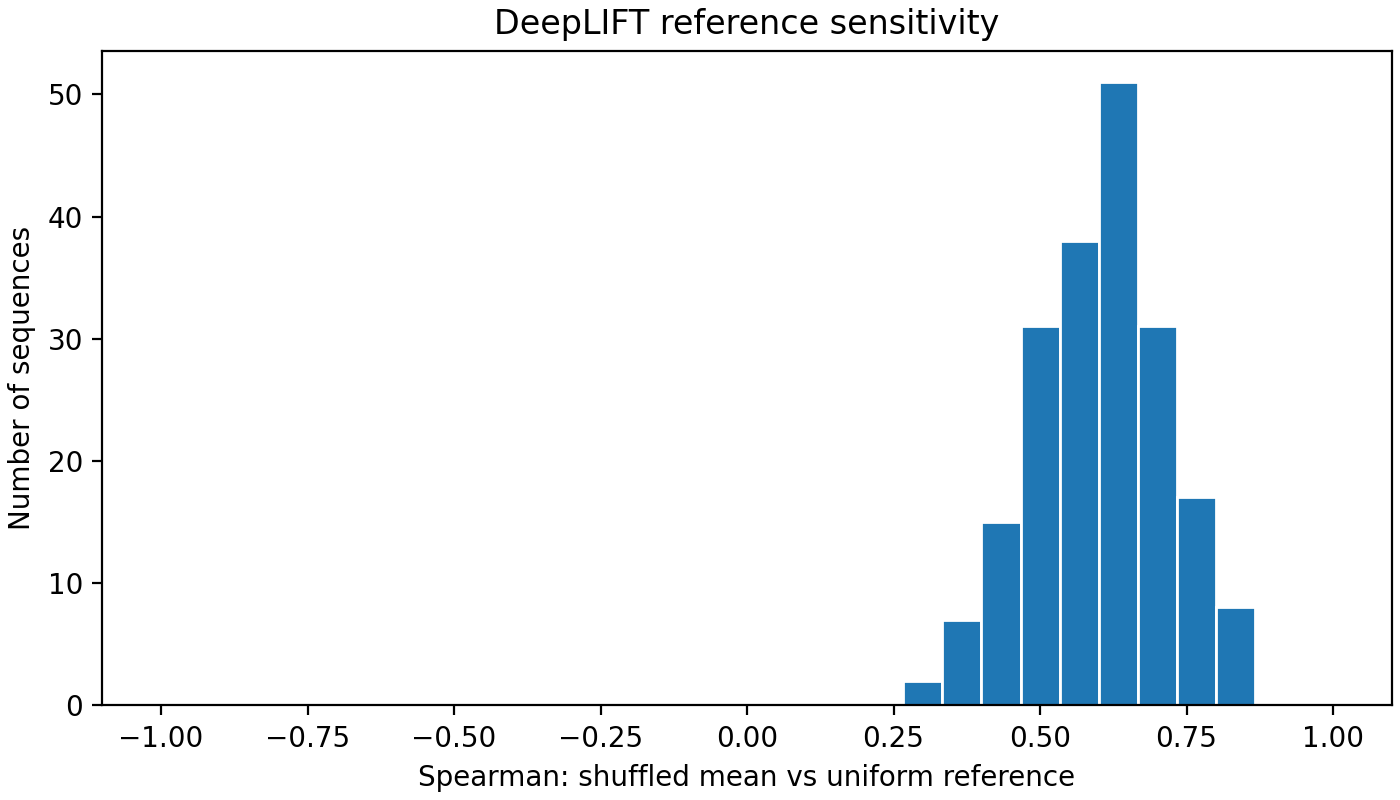 DeepLIFT reference sensitivity
Number of sequences
50
40
30
20
10
0
−1.00 −0.75 −0.50 −0.25 0.00 0.25 0.50 0.75 1.00
Spearman: shuffled mean vs uniform reference